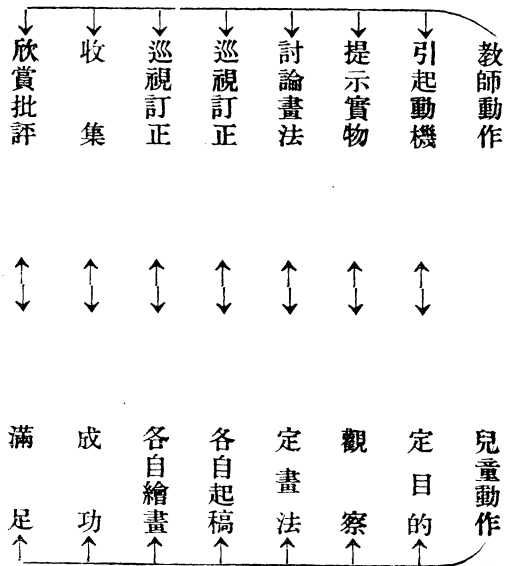 教師動作
引起動機
提示實物
討論畫法
巡視訂正
巡視訂正
收集
欣賞批評
兒童動作
定目的
觀察
定畫法
各自起稿
各自繪畫
成功
滿足